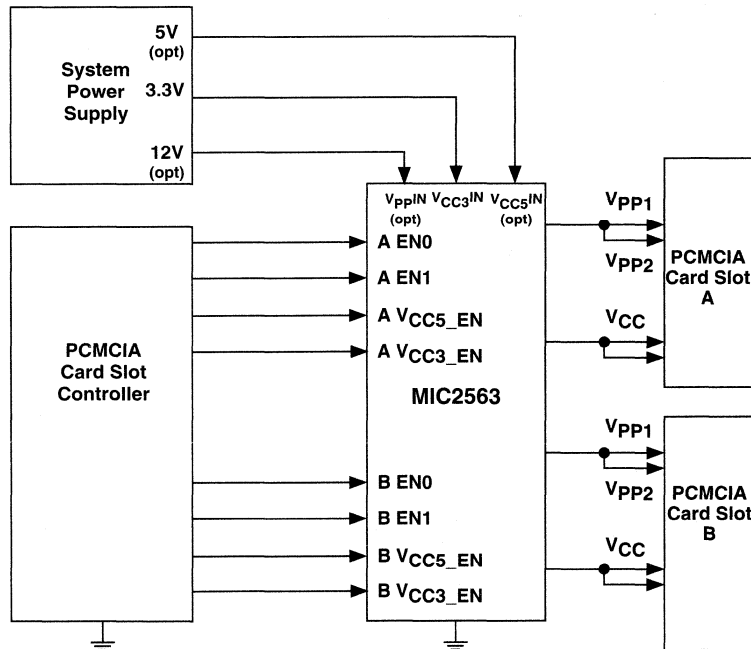 System
Power
Supply
5V
(opt)
3.3V
12V
(opt)
VPPIN (opt)
VCC3IN
VCC5IN (opt)
PCMCIA
Card Slot
Controller
A EN0
A EN1
A VCC5_EN
A VCC3_EN
MIC2563
B EN0
B EN1
B VCC5_EN
B VCC3_EN
VPP1
VPP2
VCC
PCMCIA
Card Slot
A
VPP1
VPP2
VCC
PCMCIA
Card Slot
B